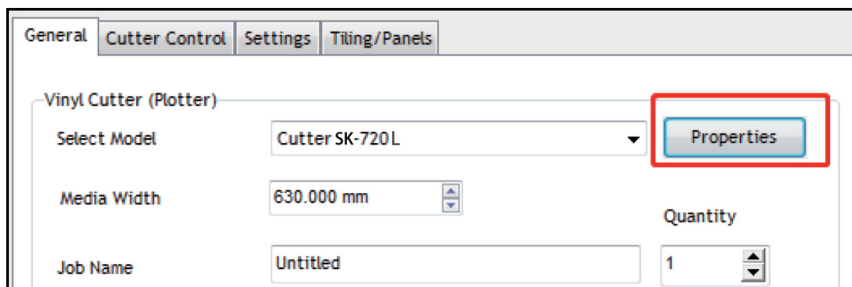 General Cutter Control Settings Tiling/Panels
Vinyl Cutter (Plotter)
Select Model Cutter SK-720L Properties
Media Width 630.000 mm
Quantity
Job Name Untitled 1